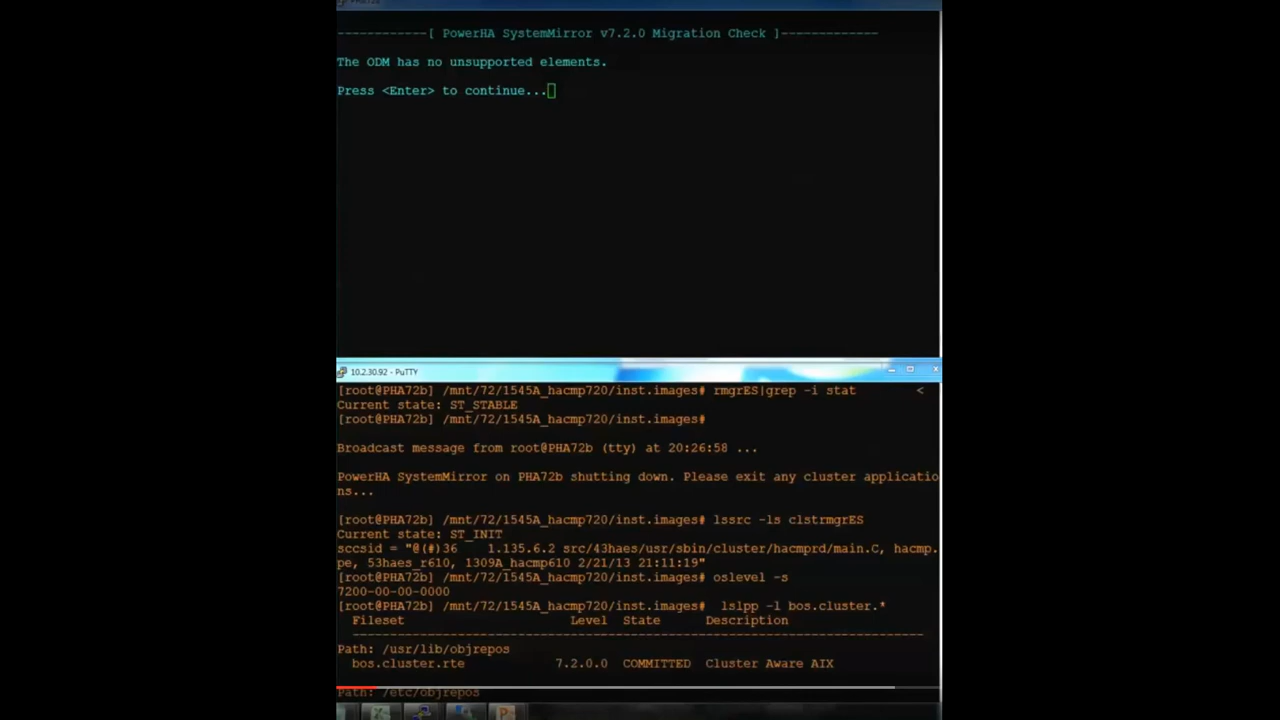 ------------[ PowerHA SystemMirror v7.2.0 Migration Check ]-------------
The ODM has no unsupported elements.
Press <Enter> to continue...
10.2.30.92 - PuTTY
[root@PHA72b] /mnt/72/1545A_hacmp720/inst.images# rmgrES|grep -i stat <
Current state: ST_STABLE
[root@PHA72b] /mnt/72/1545A_hacmp720/inst.images#
Broadcast message from root@PHA72b (tty) at 20:26:58 ...
PowerHA SystemMirror on PHA72b shutting down. Please exit any cluster applicatio
ns...
[root@PHA72b] /mnt/72/1545A_hacmp720/inst.images# lssrc -ls clstrmgrES
Current state: ST_INIT
sccsid = "@(#)36 1.135.6.2 src/43haes/usr/sbin/cluster/hacmprd/main.C, hacmp.
pe, 53haes_r610, 1309A_hacmp610 2/21/13 21:11:19"
[root@PHA72b] /mnt/72/1545A_hacmp720/inst.images# oslevel -s
7200-00-00-0000
[root@PHA72b] /mnt/72/1545A_hacmp720/inst.images# lslpp -l bos.cluster.*
Fileset Level State Description
------------------------------------------------------------------------------
Path: /usr/lib/objrepos
bos.cluster.rte 7.2.0.0 COMMITTED Cluster Aware AIX
Path: /etc/objrepos